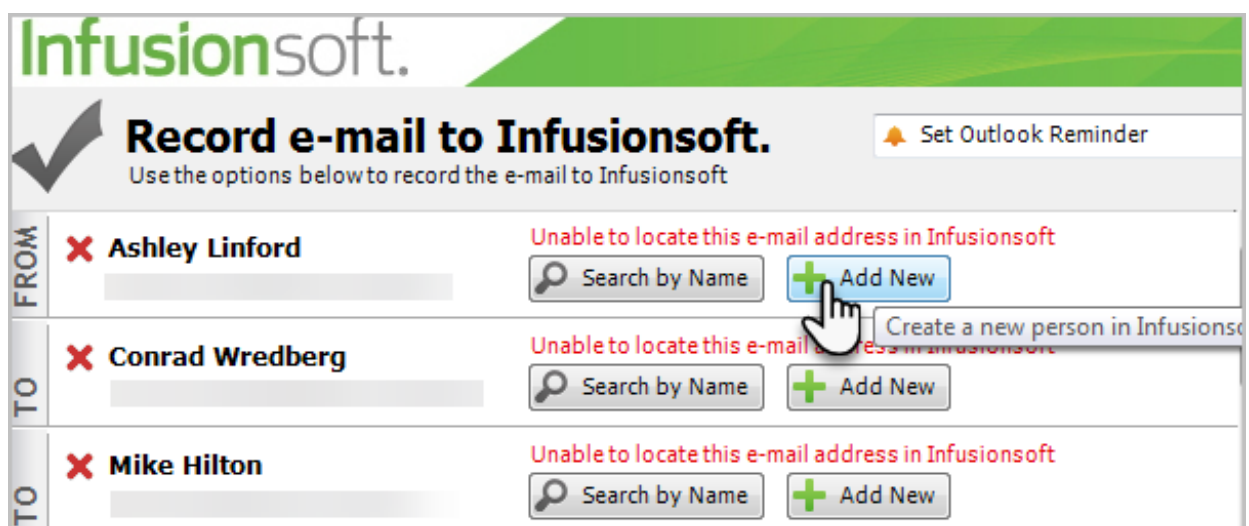 Infusionsoft.
Record e-mail to Infusionsoft.
Set Outlook Reminder
Use the options below to record the e-mail to Infusionsoft
FROM
Ashley Linford
Unable to locate this e-mail address in Infusionsoft
Search by Name
Add New
Create a new person in
TO
Conrad Wredberg
Unable to locate this e-mail address in Infusionsoft
Search by Name
Add New
TO
Mike Hilton
Unable to locate this e-mail address in Infusionsoft
Search by Name
Add New